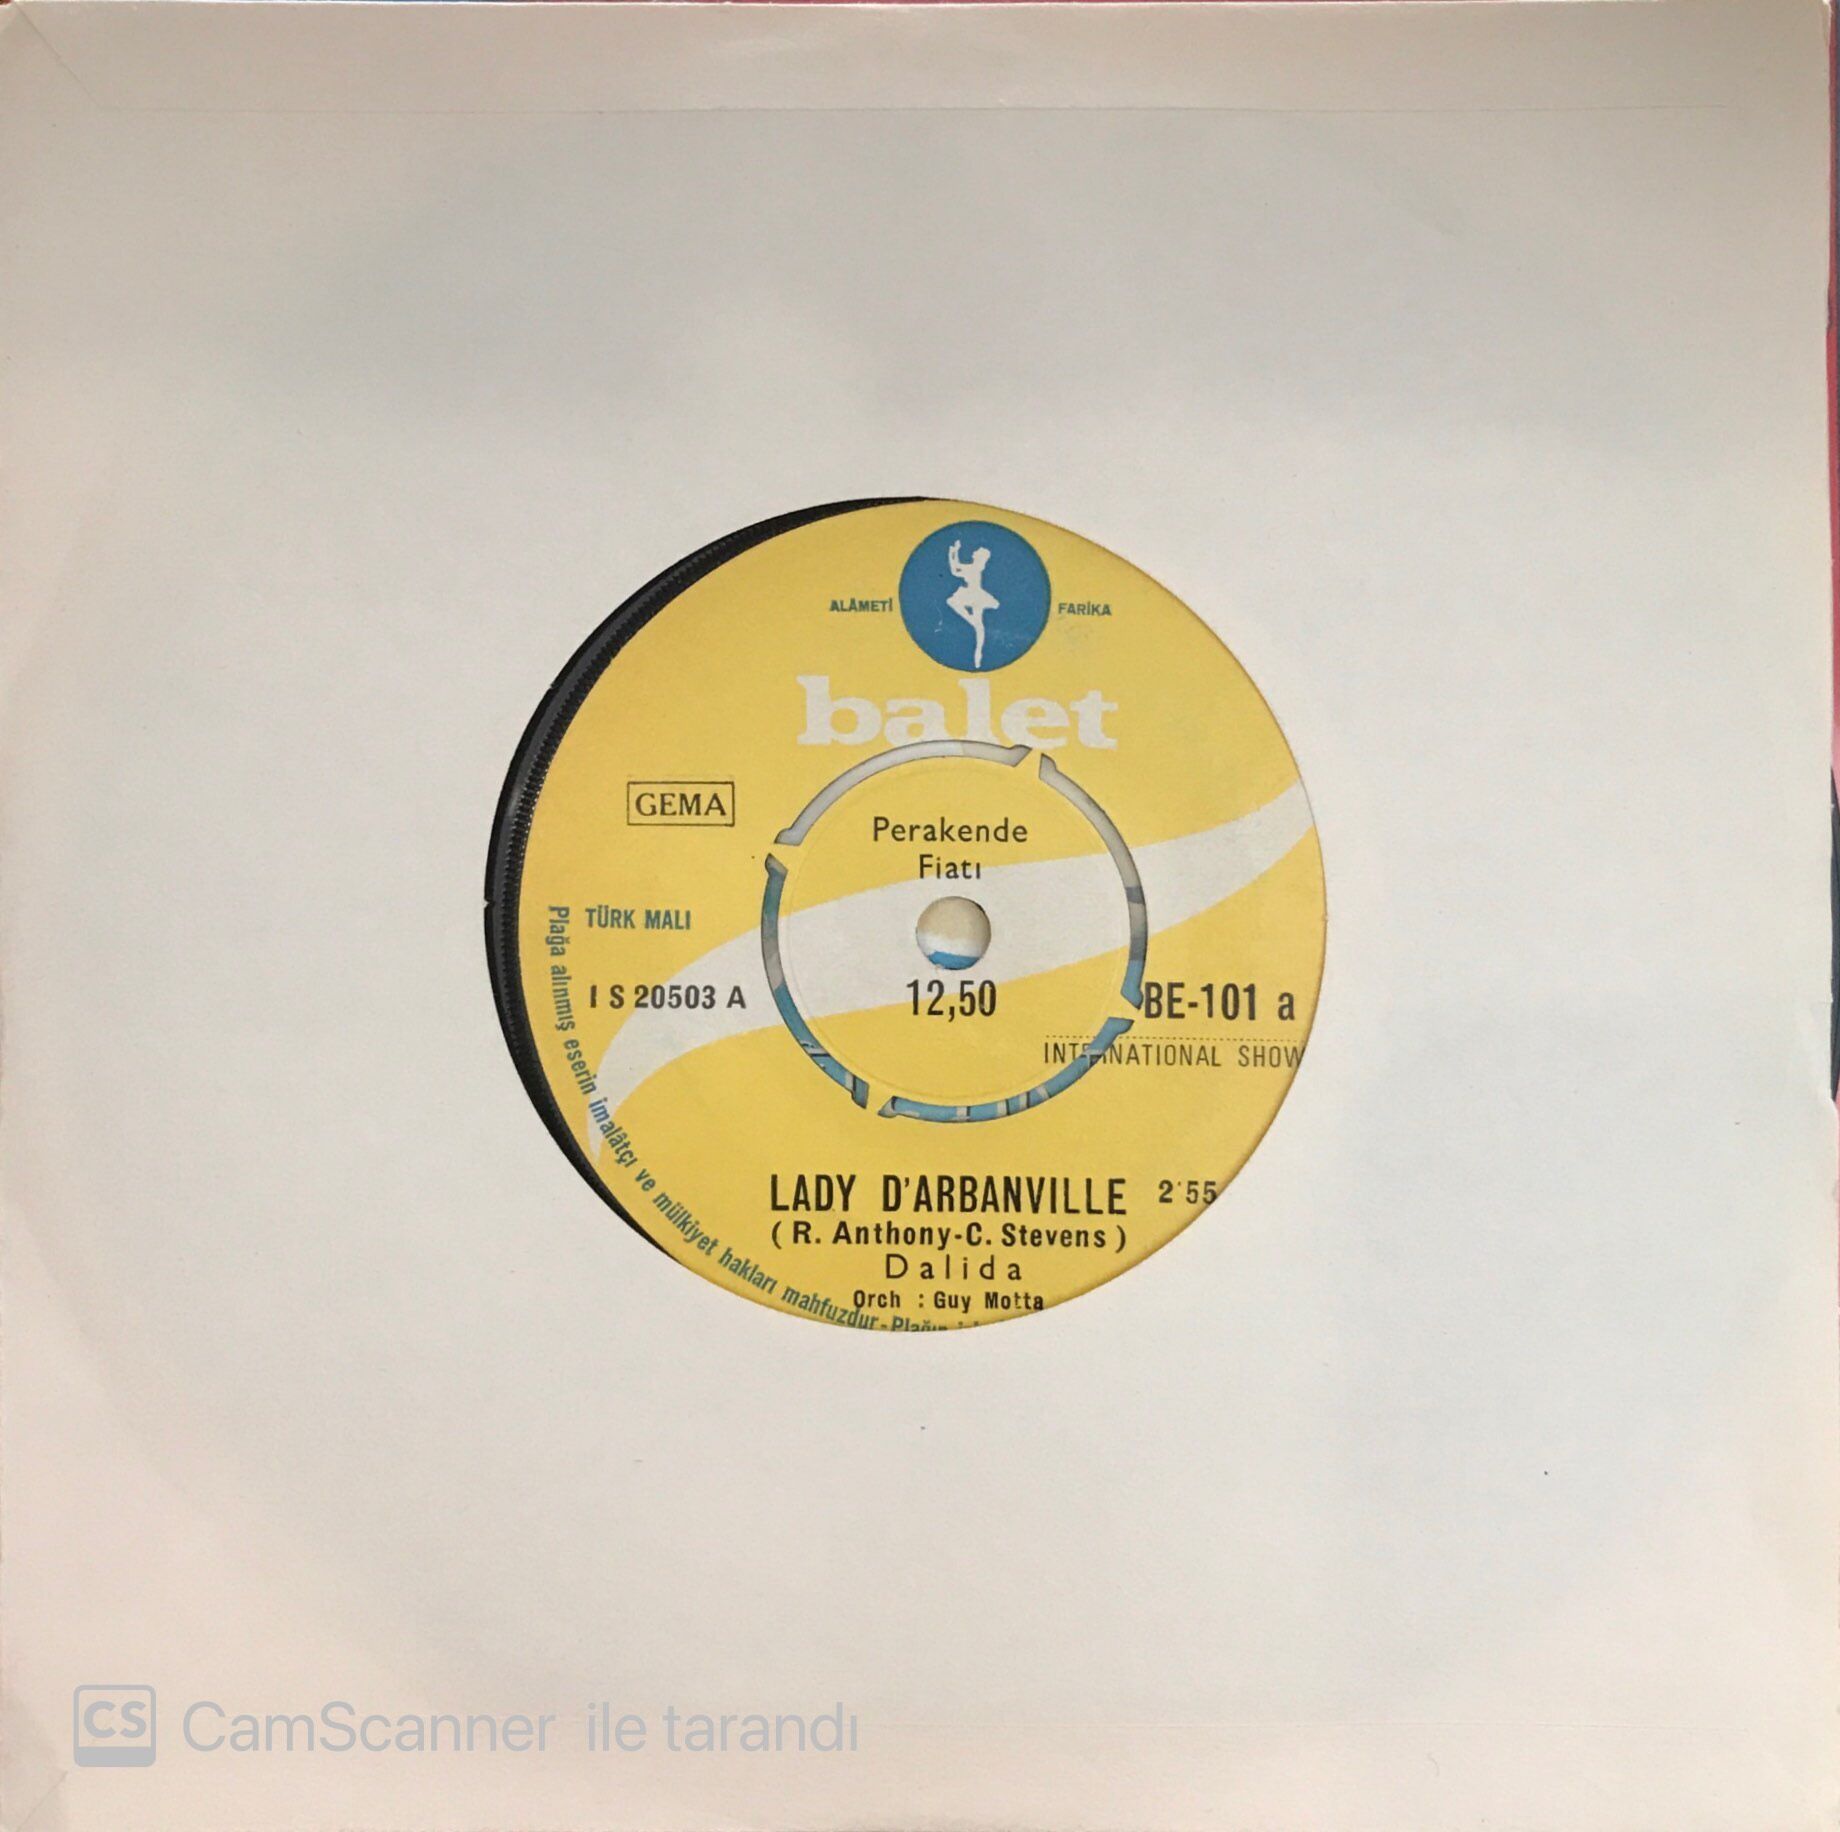 ALÂMETİ FARİKA
balet
GEMA
Perakende
Fiatı
TÜRK MALI
I S 20503 A
12,50
BE-101 a
INTERNATIONAL SHOW
LADY D'ARBANVILLE 2'55
( R. Anthony-C. Stevens )
Dalida
Orch : Guy Motta
Plağa alınmış eserin imalâtçı ve mülkiyet hakları mahfuzdur-
CS CamScanner ile tarandı